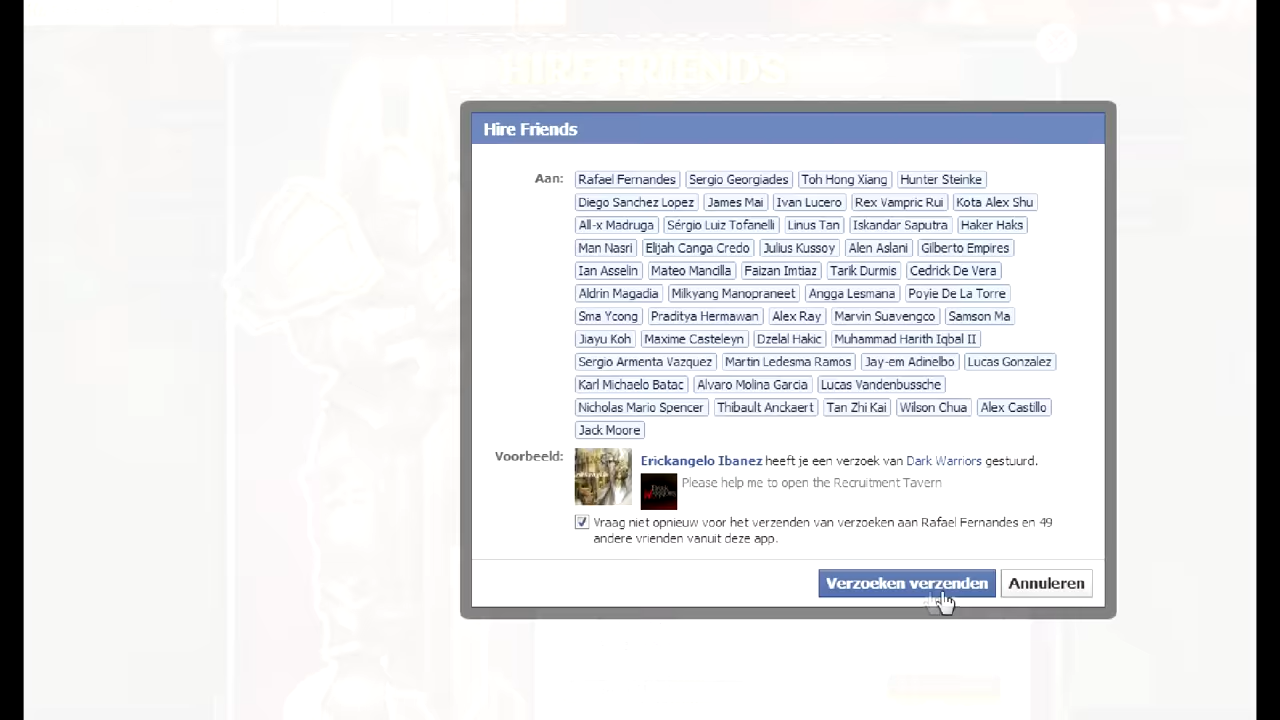 HIRE FRIENDS
Hire Friends
Aan: Rafael Fernandes Sergio Georgiades Toh Hong Xiang Hunter Steinke
Diego Sanchez Lopez James Mai Ivan Lucero Rex Vampric Rui Kota Alex Shu
All-x Madruga Sérgio Luiz Tofanelli Linus Tan Iskandar Saputra Haker Haks
Man Nasri Elijah Canga Credo Julius Kussoy Alen Aslani Gilberto Empires
Ian Asselin Mateo Mancilla Faizan Imtiaz Tarik Durmis Cedrick De Vera
Aldrin Magadia Milkyang Manopraneet Angga Lesmana Poyie De La Torre
Sma Ycong Praditya Hermawan Alex Ray Marvin Suavengco Samson Ma
Jiayu Koh Maxime Casteleyn Dzelal Hakic Muhammad Harith Iqbal II
Sergio Armenta Vazquez Martin Ledesma Ramos Jay-em Adinelbo Lucas Gonzalez
Karl Michaelo Batac Alvaro Molina Garcia Lucas Vandenbussche
Nicholas Mario Spencer Thibault Anckaert Tan Zhi Kai Wilson Chua Alex Castillo
Jack Moore
Voorbeeld: Erickangelo Ibanez heeft je een verzoek van Dark Warriors gestuurd.
Please help me to open the Recruitment Tavern
Vraag niet opnieuw voor het verzenden van verzoeken aan Rafael Fernandes en 49
andere vrienden vanuit deze app.
Verzoeken verzenden Annuleren